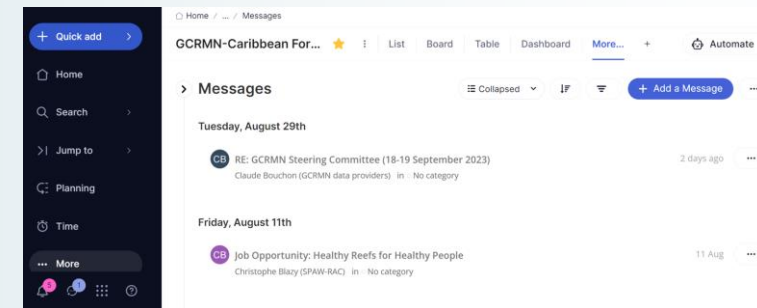 Home / ... / Messages
+ Quick add >
GCRMN-Caribbean For... List Board Table Dashboard More... + Automate
Home
Search >
Jump to >
Planning
Time
... More
5
> Messages
Collapsed
+ Add a Message ...
Tuesday, August 29th
CB RE: GCRMN Steering Committee (18-19 September 2023) 2 days ago ...
Claude Bouchon (GCRMN data providers) in No category
Friday, August 11th
CB Job Opportunity: Healthy Reefs for Healthy People 11 Aug ...
Christophe Blazy (SPAW-RAC) in No category